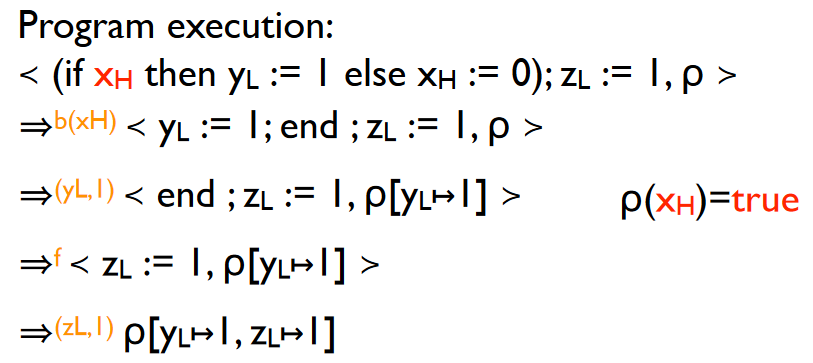 Program execution:
≺ (if xH then yL := 1 else xH := 0); zL := 1, ρ ≻
⇒b(xH) ≺ yL := 1; end ; zL := 1, ρ ≻
⇒(yL,1) ≺ end ; zL := 1, ρ[yL↦1] ≻ ρ(xH)=true
⇒f ≺ zL := 1, ρ[yL↦1] ≻
⇒(zL,1) ρ[yL↦1, zL↦1]